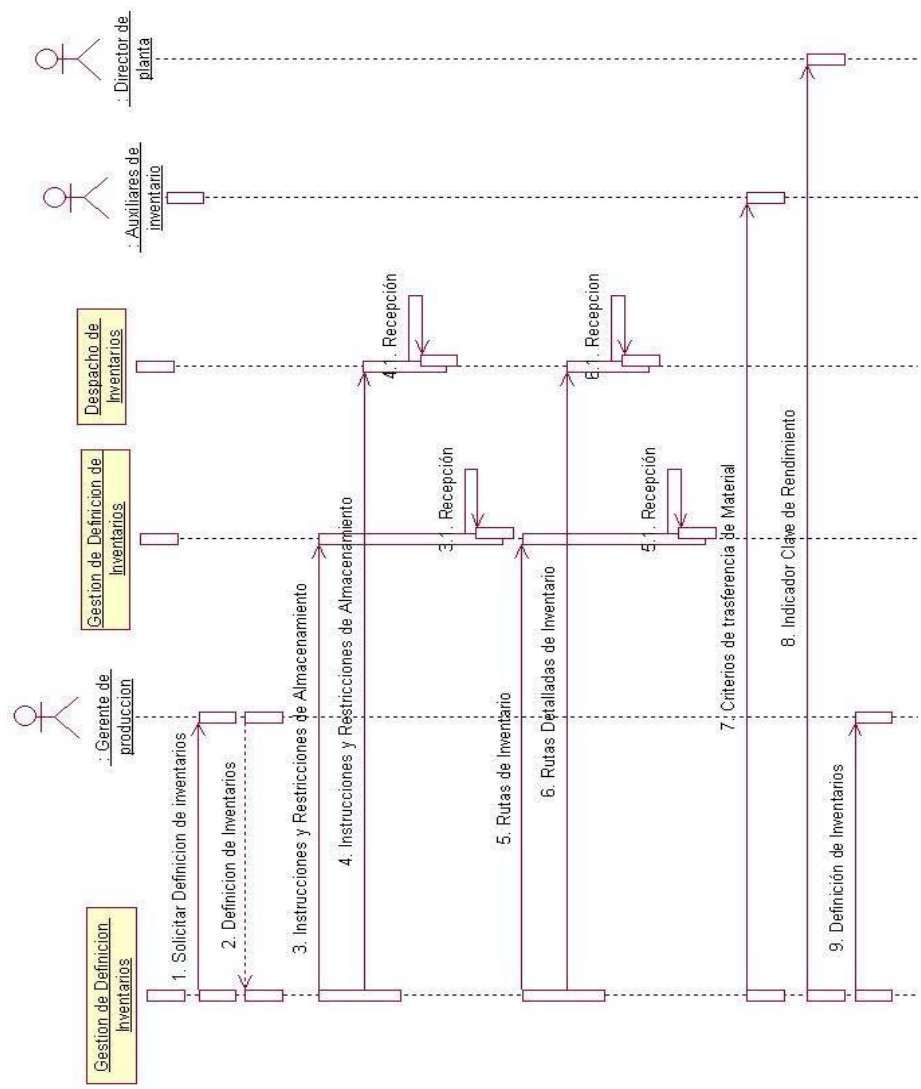 Gestion de Definicion
Inventarios
: Gerente de
produccion
Gestion de Definicion de
Inventarios
Despacho de
Inventarios
: Auxiliares de
inventario
: Director de
planta
1. Solicitar Definicion de inventarios
2. Definicion de Inventarios
3. Instrucciones y Restricciones de Almacenamiento
4. Instrucciones y Restricciones de Almacenamiento
3.1. Recepción
4.1. Recepción
5. Rutas de Inventario
6. Rutas Detalladas de Inventario
5.1. Recepción
6.1. Recepción
7. Criterios de trasferencia de Material
8. Indicador Clave de Rendimiento
9. Definición de Inventarios